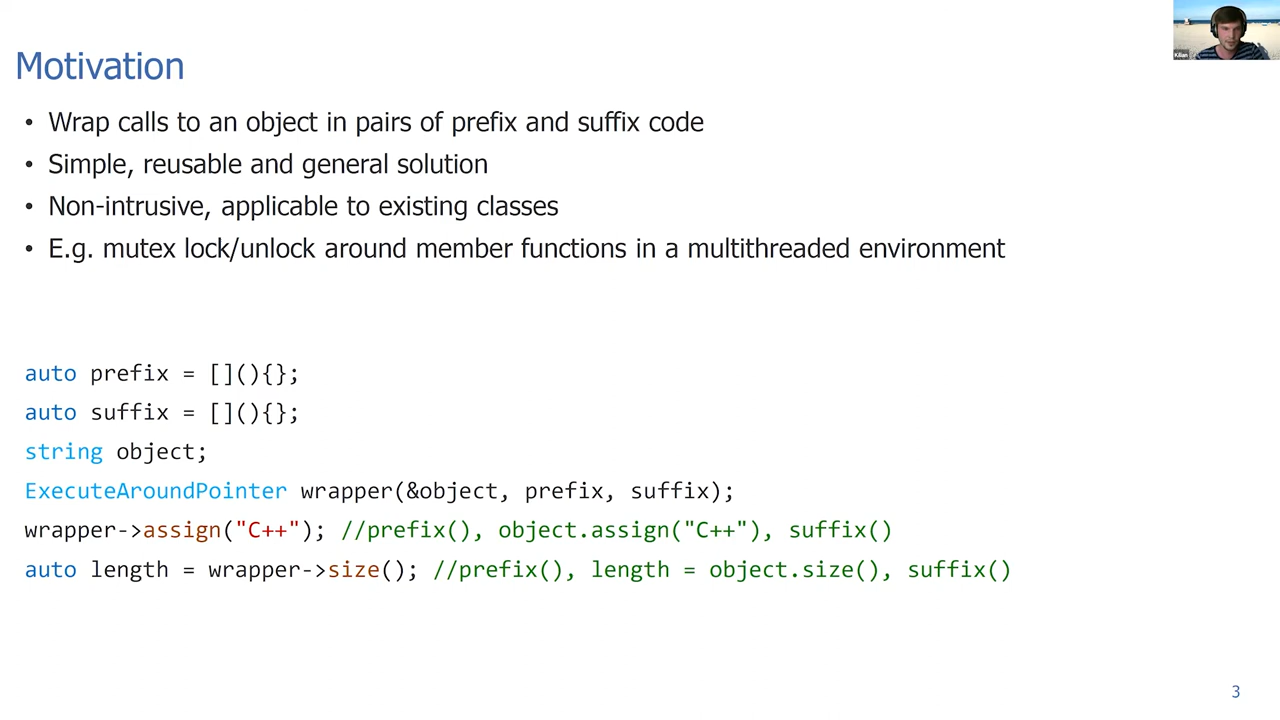 Kilian
Motivation
• Wrap calls to an object in pairs of prefix and suffix code
• Simple, reusable and general solution
• Non-intrusive, applicable to existing classes
• E.g. mutex lock/unlock around member functions in a multithreaded environment
auto prefix = [](){};
auto suffix = [](){};
string object;
ExecuteAroundPointer wrapper(&object, prefix, suffix);
wrapper->assign("C++"); //prefix(), object.assign("C++"), suffix()
auto length = wrapper->size(); //prefix(), length = object.size(), suffix()
3